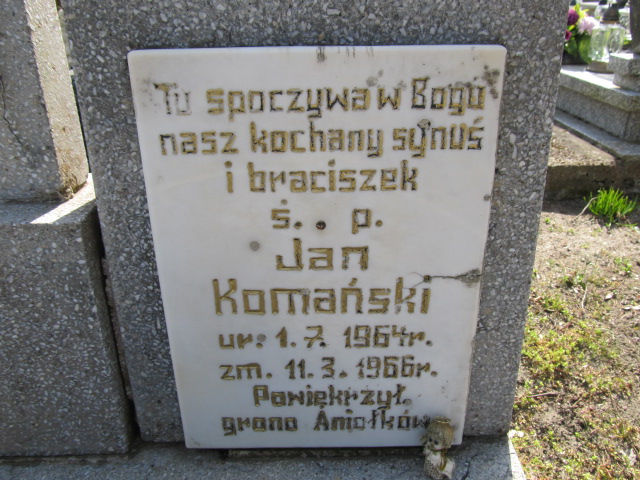 Tu spoczywa w Bogu
nasz kochany synuś
i braciszek
ś. . p.
Jan
Komański
ur. 1.7. 1964r.
zm. 11.3. 1966r.
Powiękrzył
grono Aniołków